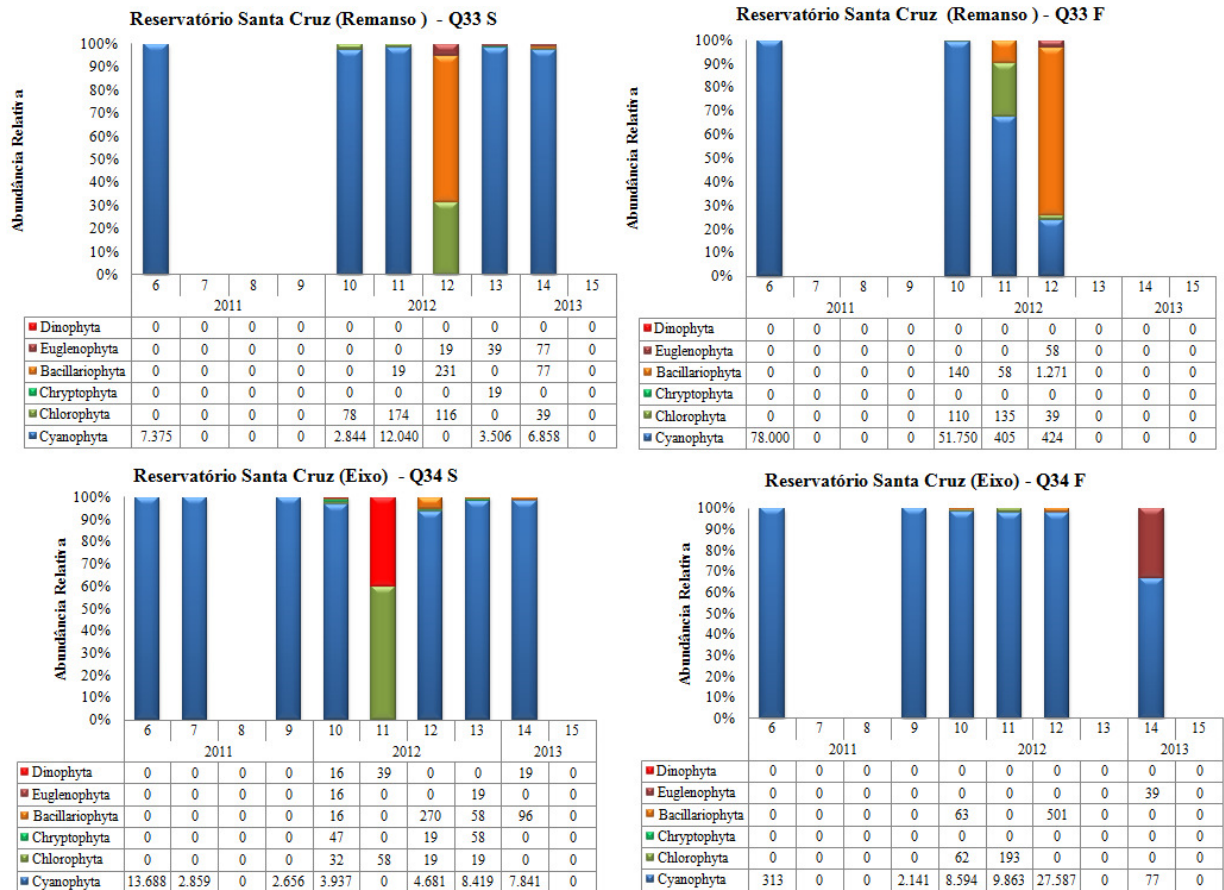 Reservatório Santa Cruz (Remanso ) - Q33 S
Abundância Relativa
100%
90%
80%
70%
60%
50%
40%
30%
20%
10%
0%
6 7 8 9 10 11 12 13 14 15
2011 2012 2013
Dinophyta 0 0 0 0 0 0 0 0 0 0
Euglenophyta 0 0 0 0 0 0 19 39 77 0
Bacillariophyta 0 0 0 0 0 19 231 0 77 0
Chryptophyta 0 0 0 0 0 0 0 19 0 0
Chlorophyta 0 0 0 0 78 174 116 0 39 0
Cyanophyta 7.375 0 0 0 2.844 12.040 0 3.506 6.858 0
Reservatório Santa Cruz (Remanso ) - Q33 F
Abundância Relativa
100%
90%
80%
70%
60%
50%
40%
30%
20%
10%
0%
6 7 8 9 10 11 12 13 14 15
2011 2012 2013
Dinophyta 0 0 0 0 0 0 0 0 0 0
Euglenophyta 0 0 0 0 0 0 58 0 0 0
Bacillariophyta 0 0 0 0 140 58 1.271 0 0 0
Chryptophyta 0 0 0 0 0 0 0 0 0 0
Chlorophyta 0 0 0 0 110 135 39 0 0 0
Cyanophyta 78.000 0 0 0 51.750 405 424 0 0 0
Reservatório Santa Cruz (Eixo) - Q34 S
Abundância Relativa
100%
90%
80%
70%
60%
50%
40%
30%
20%
10%
0%
6 7 8 9 10 11 12 13 14 15
2011 2012 2013
Dinophyta 0 0 0 0 16 39 0 0 19 0
Euglenophyta 0 0 0 0 16 0 0 19 0 0
Bacillariophyta 0 0 0 0 16 0 270 58 96 0
Chryptophyta 0 0 0 0 47 0 19 58 0 0
Chlorophyta 0 0 0 0 32 58 19 19 0 0
Cyanophyta 13.688 2.859 0 2.656 3.937 0 4.681 8.419 7.841 0
Reservatório Santa Cruz (Eixo) - Q34 F
Abundância Relativa
100%
90%
80%
70%
60%
50%
40%
30%
20%
10%
0%
6 7 8 9 10 11 12 13 14 15
2011 2012 2013
Dinophyta 0 0 0 0 0 0 0 0 0 0
Euglenophyta 0 0 0 0 0 0 0 0 39 0
Bacillariophyta 0 0 0 0 63 0 501 0 0 0
Chryptophyta 0 0 0 0 0 0 0 0 0 0
Chlorophyta 0 0 0 0 62 193 0 0 0 0
Cyanophyta 313 0 0 2.141 8.594 9.863 27.587 0 77 0